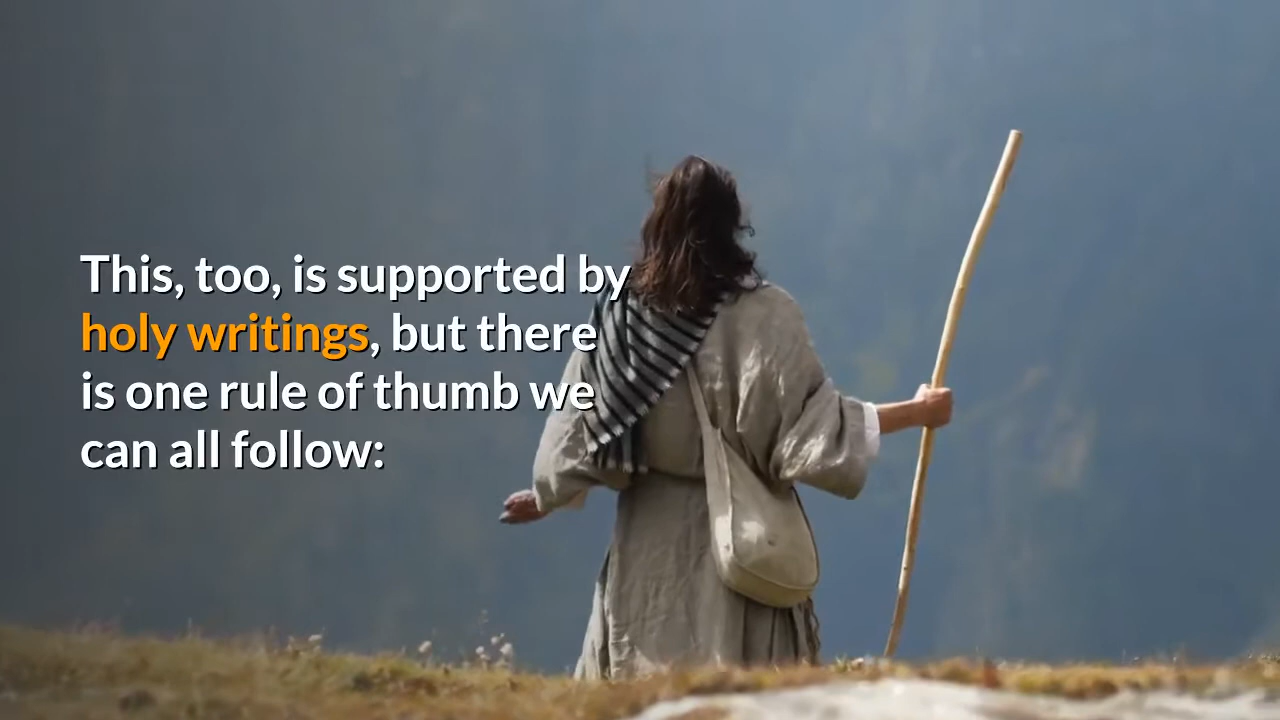 This, too, is supported by
holy writings, but there
is one rule of thumb we
can all follow: